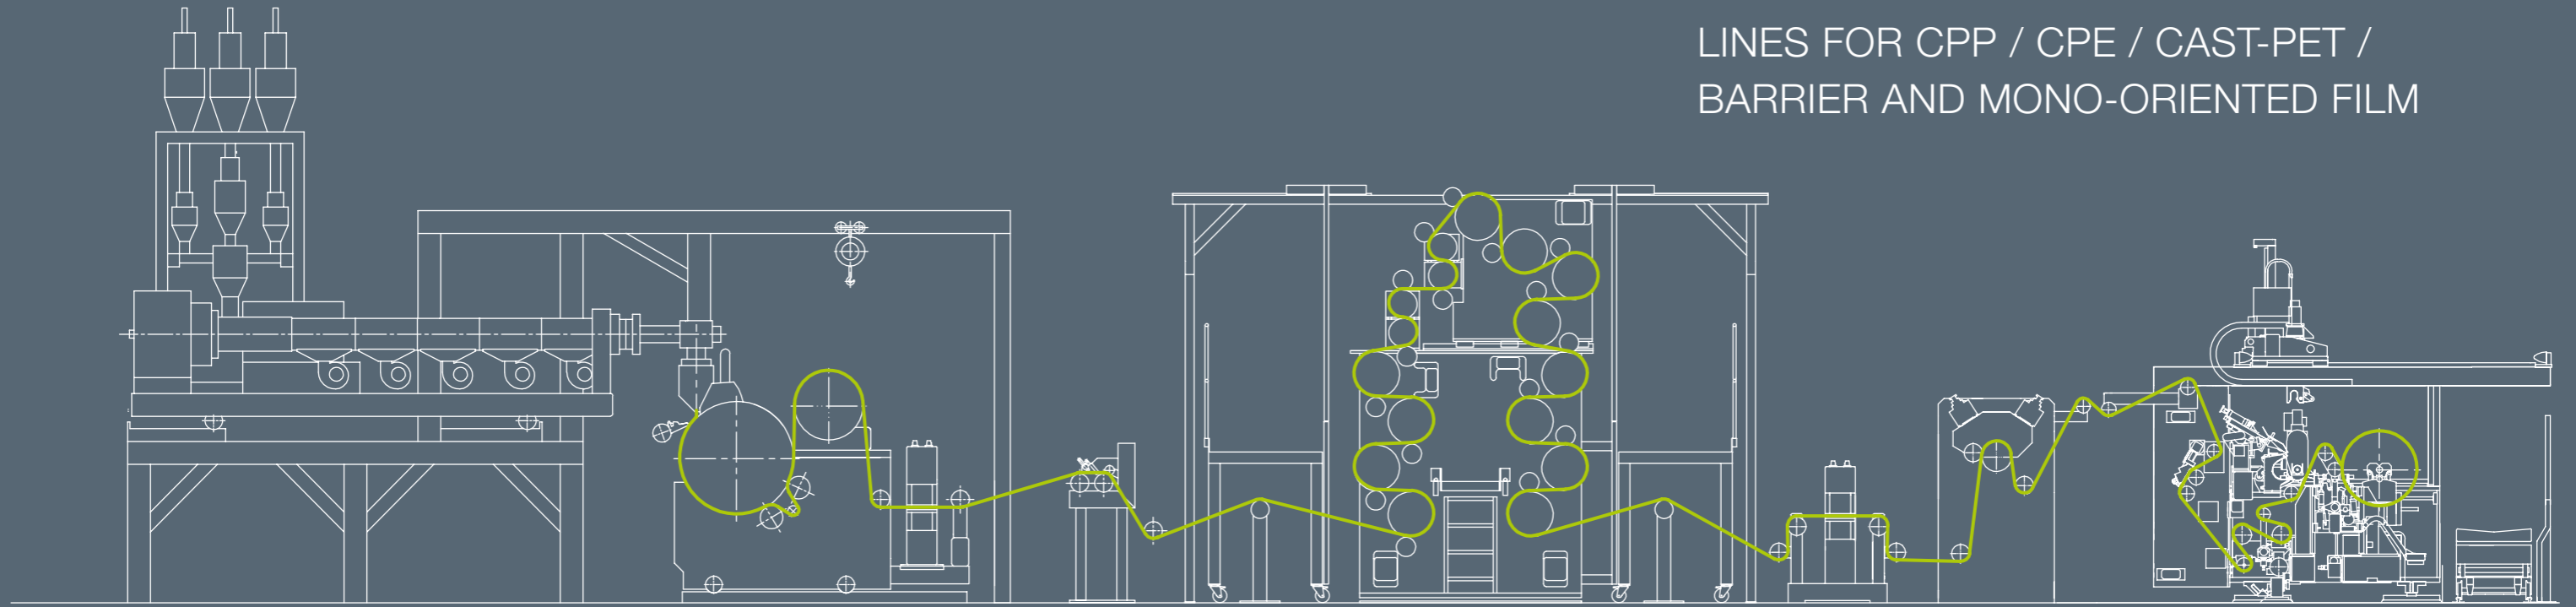 LINES FOR CPP / CPE / CAST-PET /
BARRIER AND MONO-ORIENTED FILM